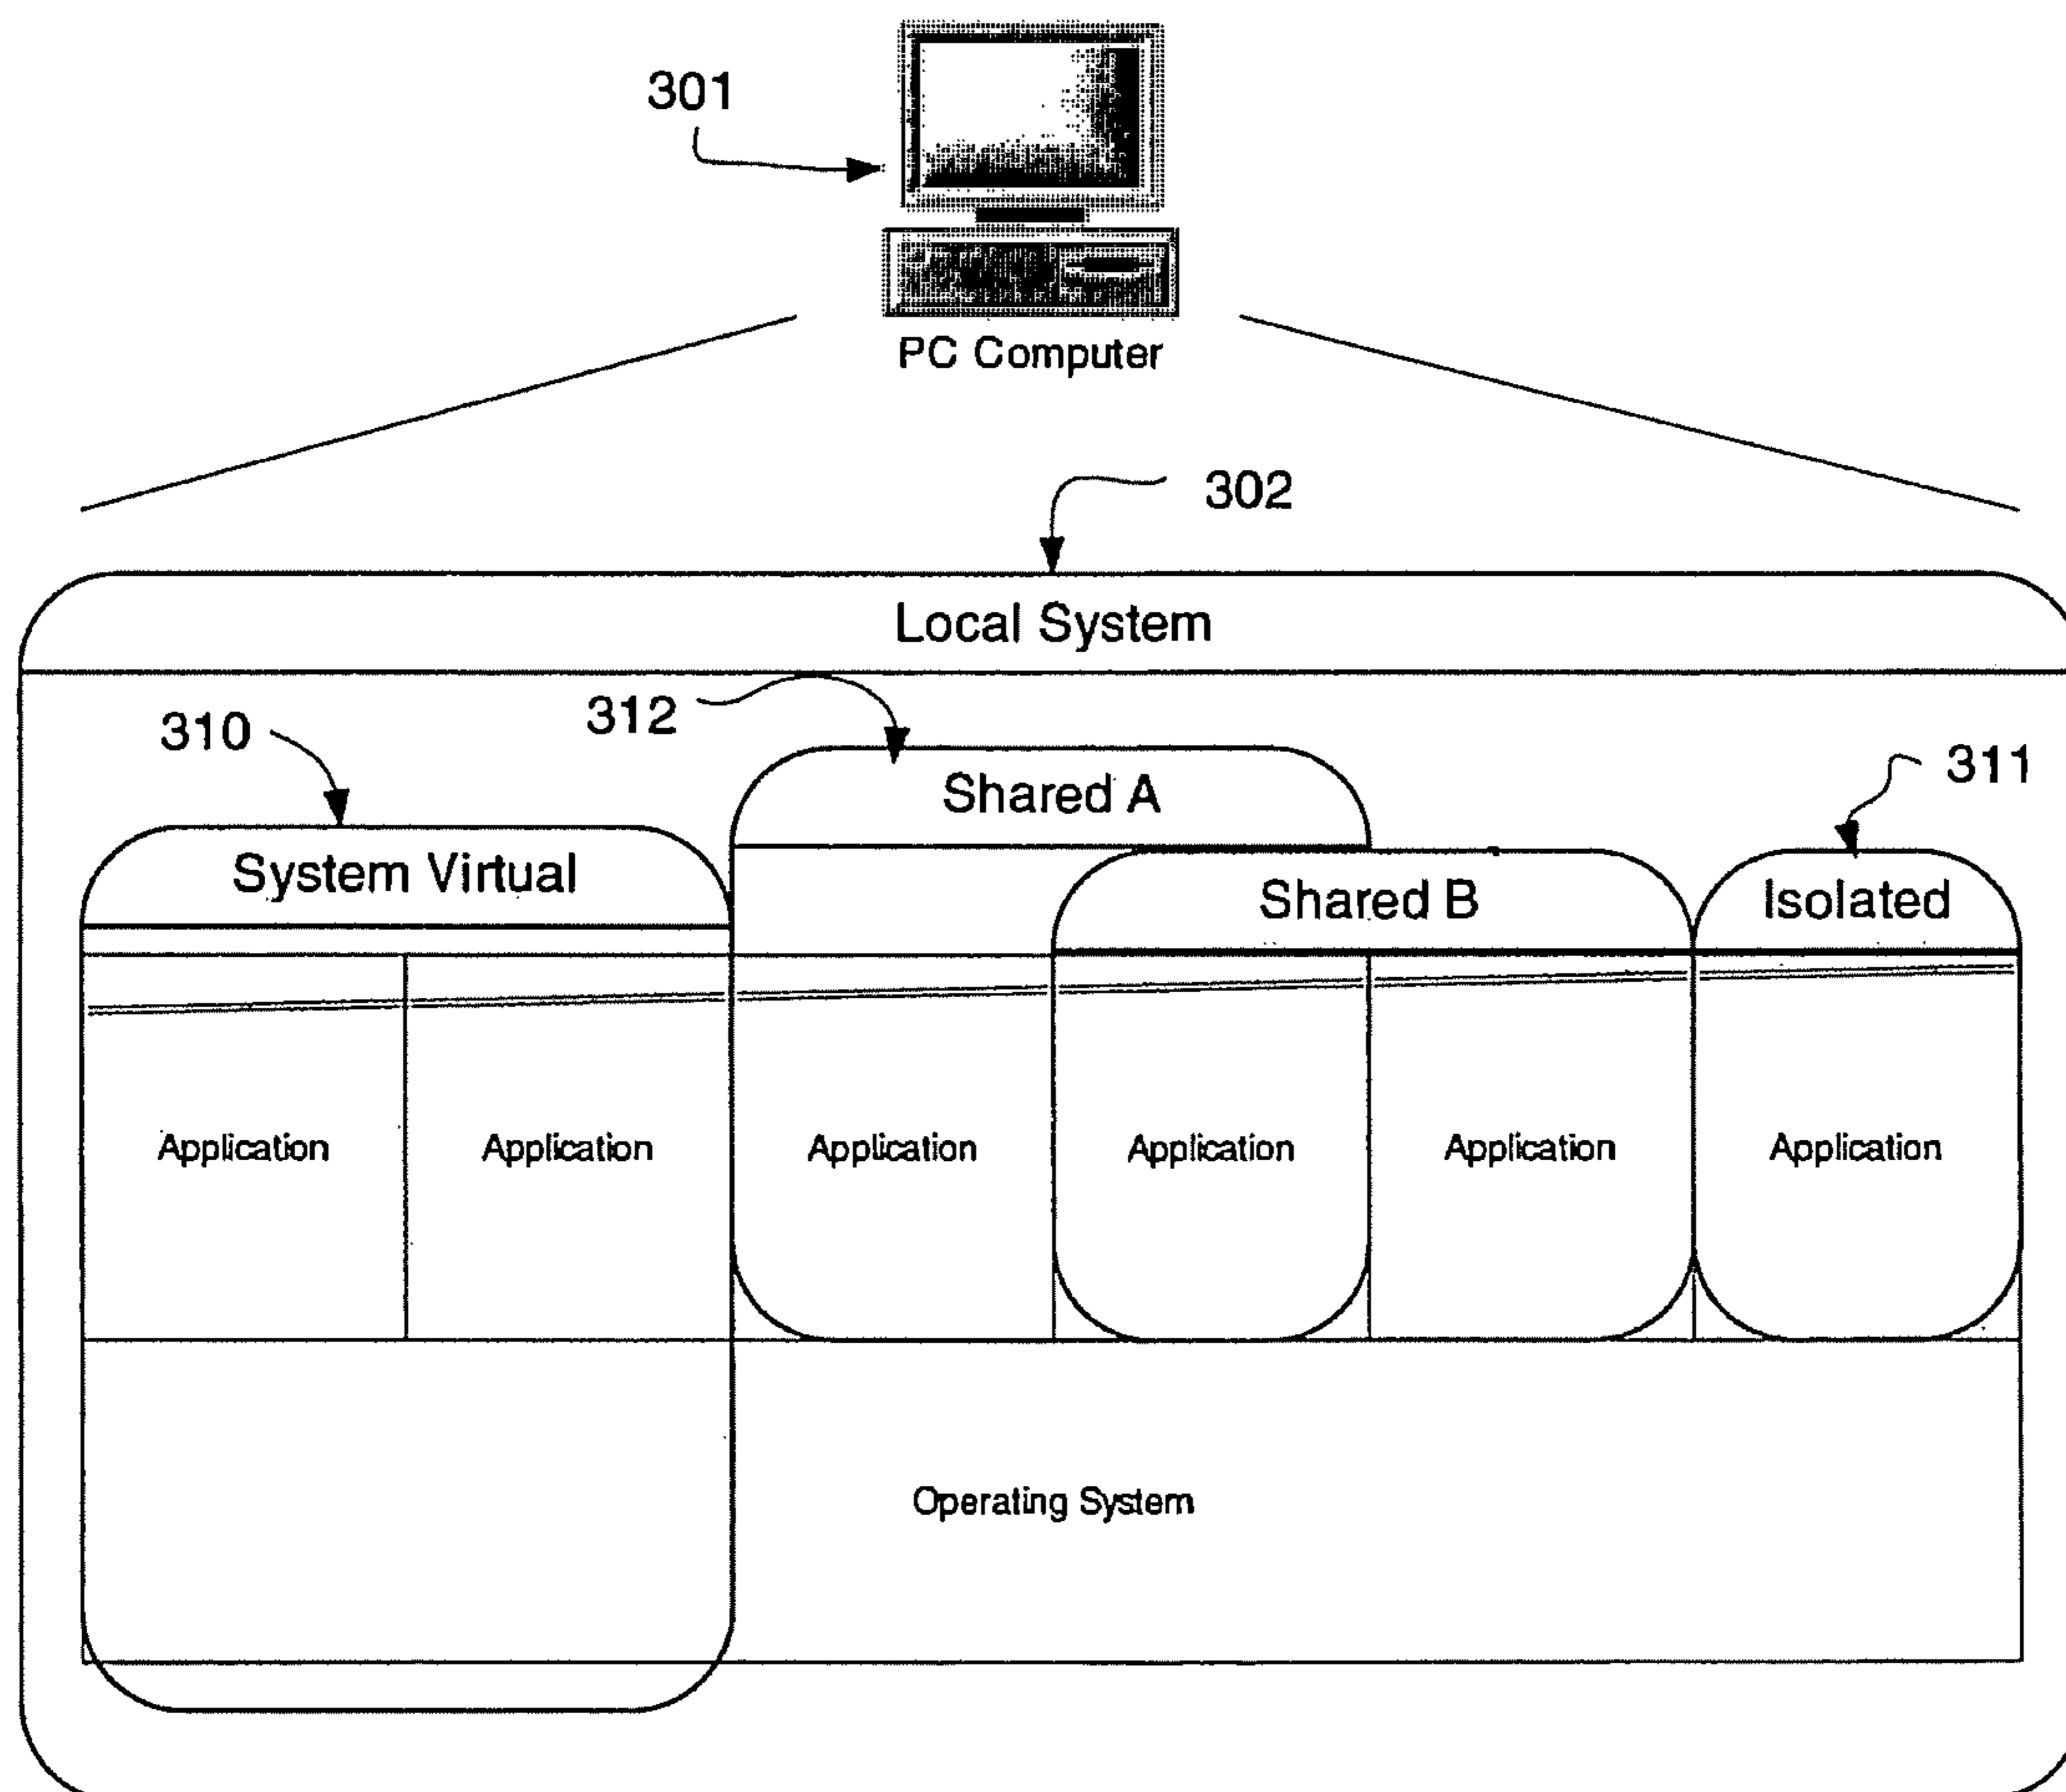 301
PC Computer
302
Local System
310
312
311
Shared A
System Virtual
Shared B
Isolated
Application
Application
Application
Application
Application
Application
Operating System